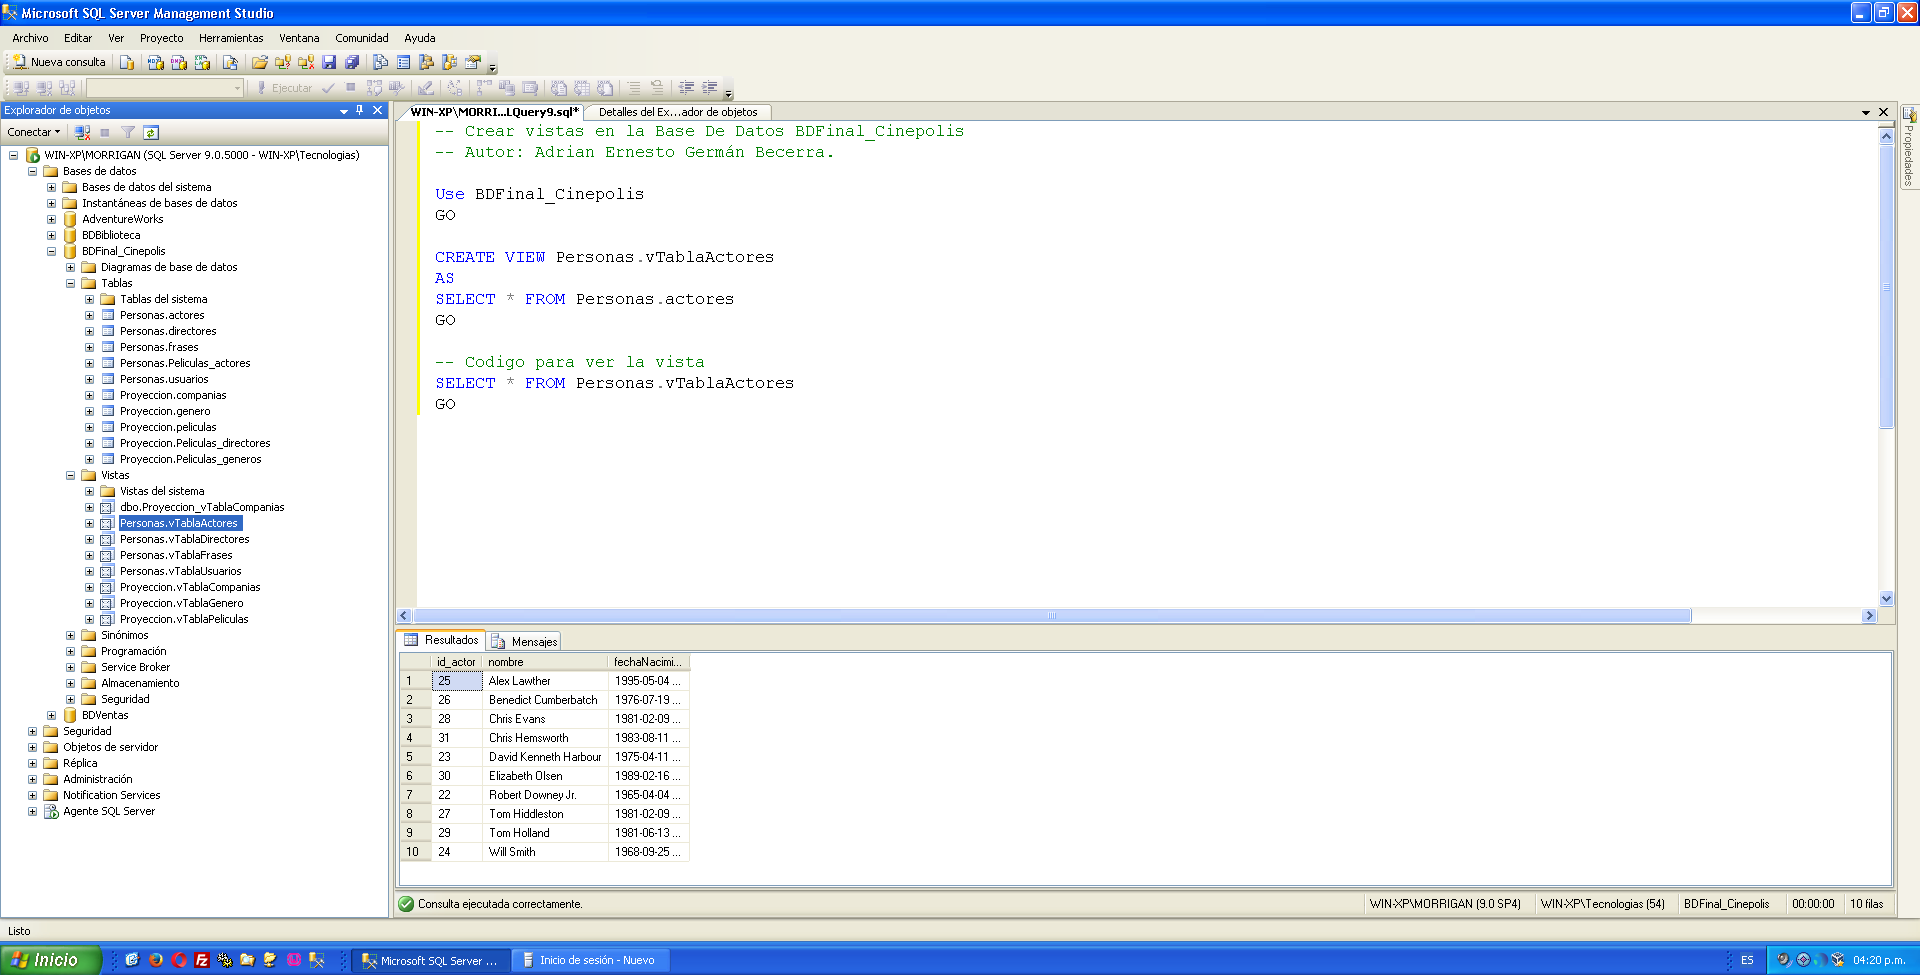 Microsoft SQL Server Management Studio
Archivo Editar Ver Proyecto Herramientas Ventana Comunidad Ayuda
Nueva consulta
Ejecutar
Explorador de objetos
Conectar
WIN-XP\MORRIGAN (SQL Server 9.0.5000 - WIN-XP\Tecnologias)
Bases de datos
Bases de datos del sistema
Instantáneas de bases de datos
AdventureWorks
BDBiblioteca
BDFinal_Cinepolis
Diagramas de base de datos
Tablas
Tablas del sistema
Personas.actores
Personas.directores
Personas.frases
Personas.Peliculas_actores
Personas.usuarios
Proyeccion.companias
Proyeccion.genero
Proyeccion.peliculas
Proyeccion.Peliculas_directores
Proyeccion.Peliculas_generos
Vistas
Vistas del sistema
dbo.Proyeccion_vTablaCompanias
Personas.vTablaActores
Personas.vTablaDirectores
Personas.vTablaFrases
Personas.vTablaUsuarios
Proyeccion.vTablaCompanias
Proyeccion.vTablaGenero
Proyeccion.vTablaPeliculas
Sinónimos
Programación
Service Broker
Almacenamiento
Seguridad
BDVentas
Seguridad
Objetos de servidor
Réplica
Administración
Notification Services
Agente SQL Server
WIN-XP\MORRI...LQuery9.sql* Detalles del Ex...ador de objetos
-- Crear vistas en la Base De Datos BDFinal_Cinepolis
-- Autor: Adrian Ernesto Germán Becerra.
Use BDFinal_Cinepolis
GO
CREATE VIEW Personas.vTablaActores
AS
SELECT * FROM Personas.actores
GO
-- Codigo para ver la vista
SELECT * FROM Personas.vTablaActores
GO
Propiedades
Resultados Mensajes
id_actor nombre fechaNacimi...
1 25 Alex Lawther 1995-05-04 ...
2 26 Benedict Cumberbatch 1976-07-19 ...
3 28 Chris Evans 1981-02-09 ...
4 31 Chris Hemsworth 1983-08-11 ...
5 23 David Kenneth Harbour 1975-04-11 ...
6 30 Elizabeth Olsen 1989-02-16 ...
7 22 Robert Downey Jr. 1965-04-04 ...
8 27 Tom Hiddleston 1981-02-09 ...
9 29 Tom Holland 1981-06-13 ...
10 24 Will Smith 1968-09-25 ...
Consulta ejecutada correctamente. WIN-XP\MORRIGAN (9.0 SP4) WIN-XP\Tecnologias (54) BDFinal_Cinepolis 00:00:00 10 filas
Listo
Inicio Microsoft SQL Server ... Inicio de sesión - Nuevo ES 04:20 p.m.